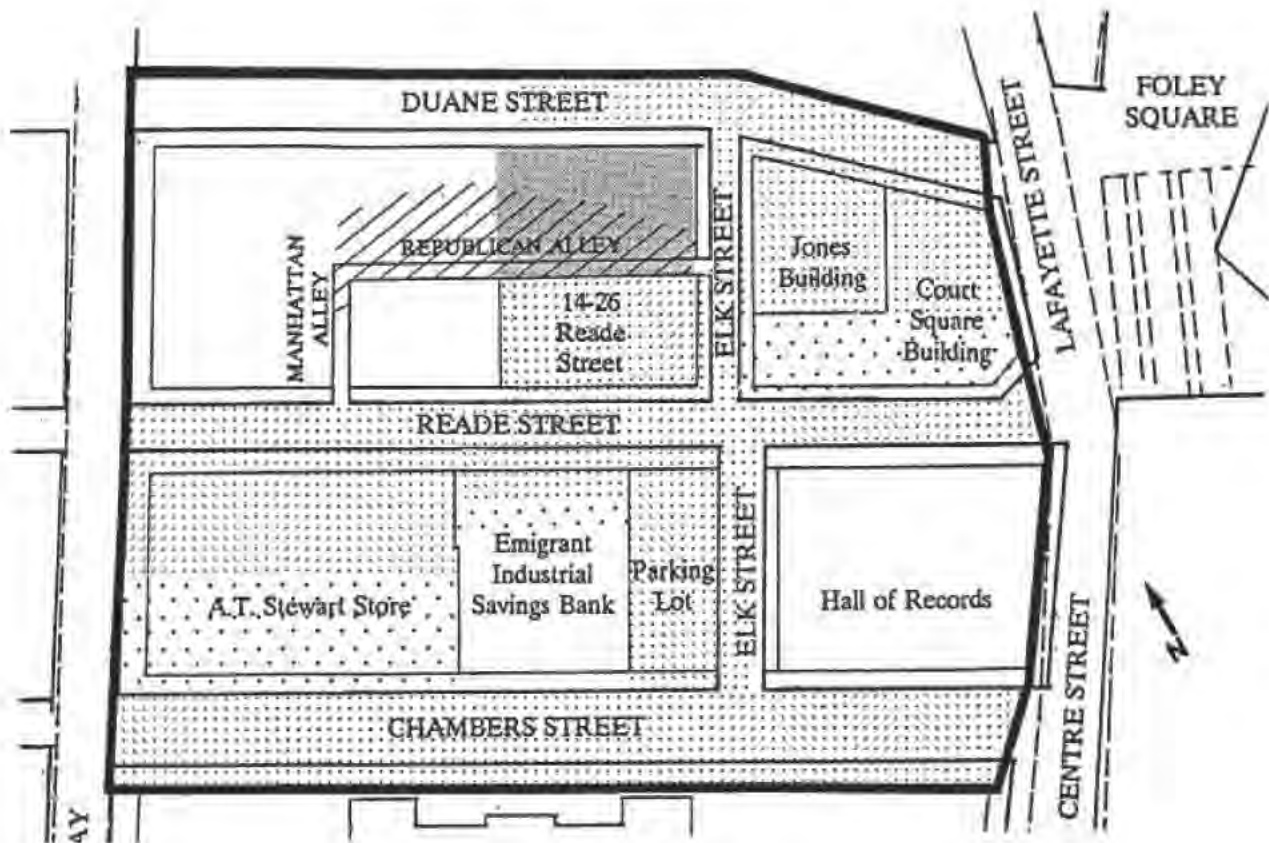 DUANE STREET
FOLEY
SQUARE
LAFAYETTE STREET
MANHATTAN
ALLEY
REPUBLICAN ALLEY
ELK STREET
Jones
Building
Court
Square
Building
14-26
Reade
Street
READE STREET
A.T. Stewart Store
Emigrant
Industrial
Savings Bank
Parking
Lot
ELK STREET
Hall of Records
N
CENTRE STREET
CHAMBERS STREET
AY